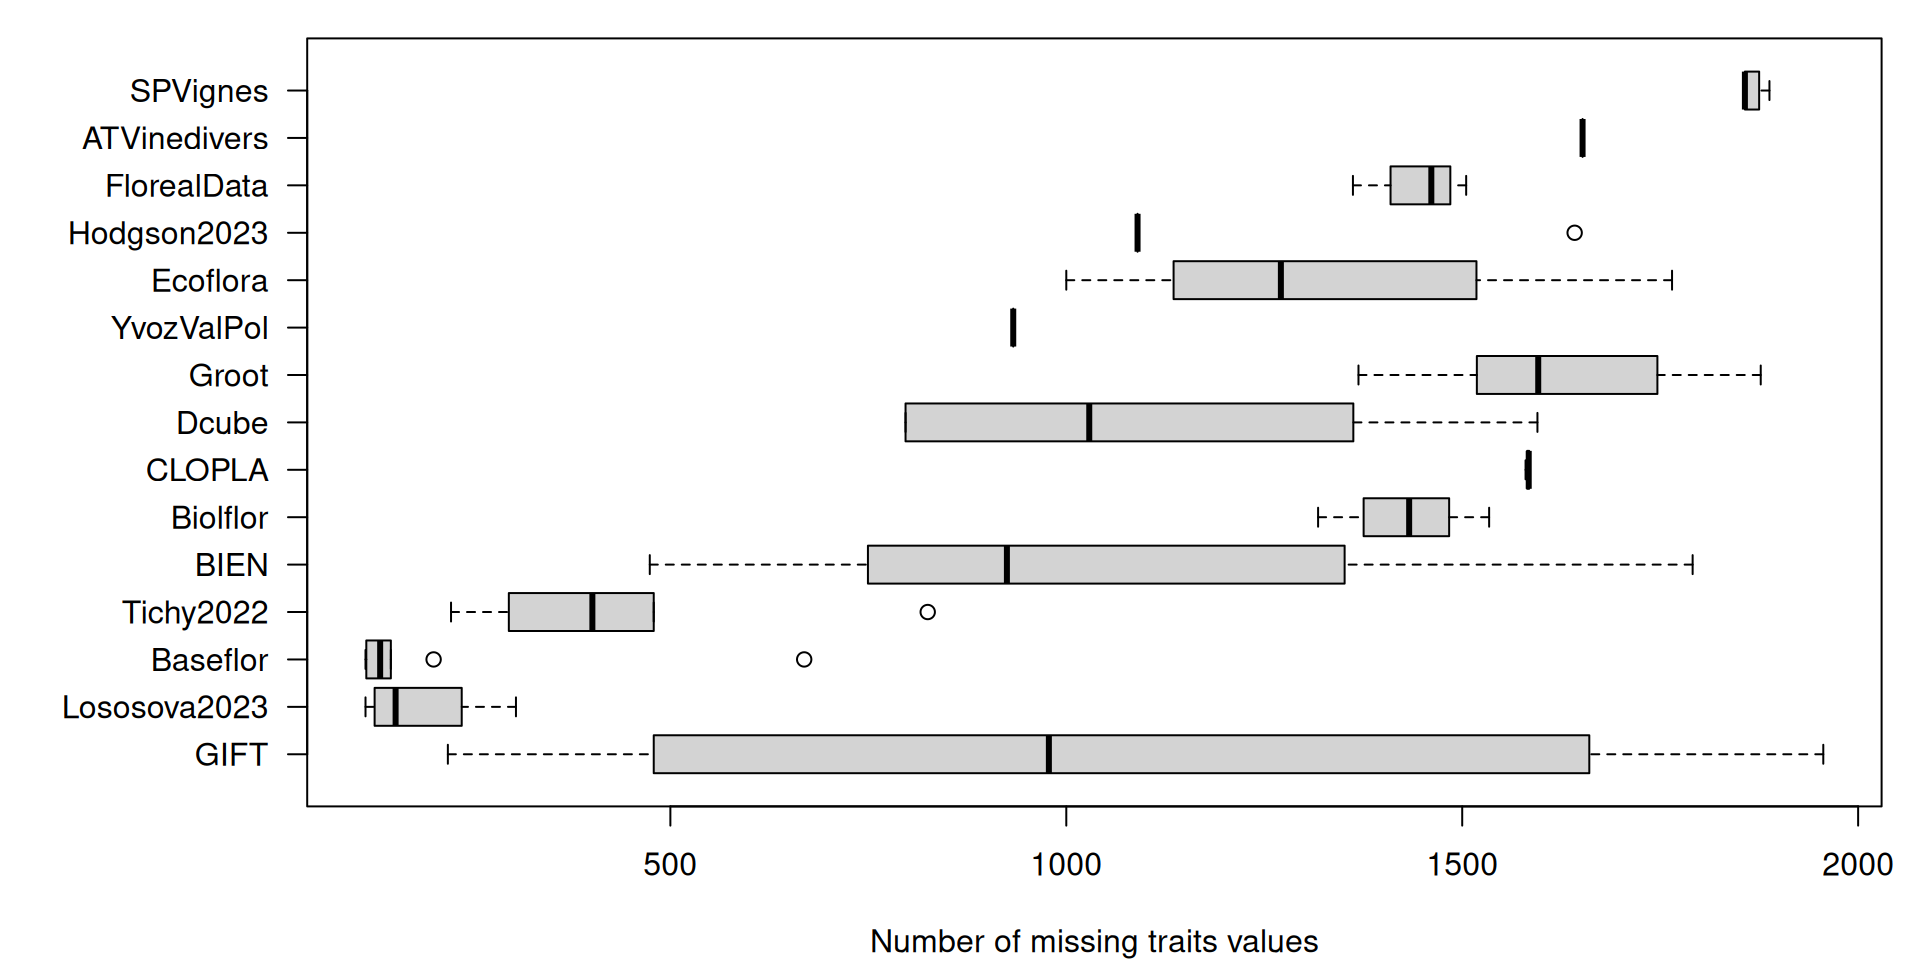 SPVignes
ATVinedivers
FlorealData
Hodgson2023
Ecoflora
YvozValPol
Groot
Dcube
CLOPLA
Biolflor
BIEN
Tichy2022
Baseflor
Lososova2023
GIFT
500 1000 1500 2000
Number of missing traits values